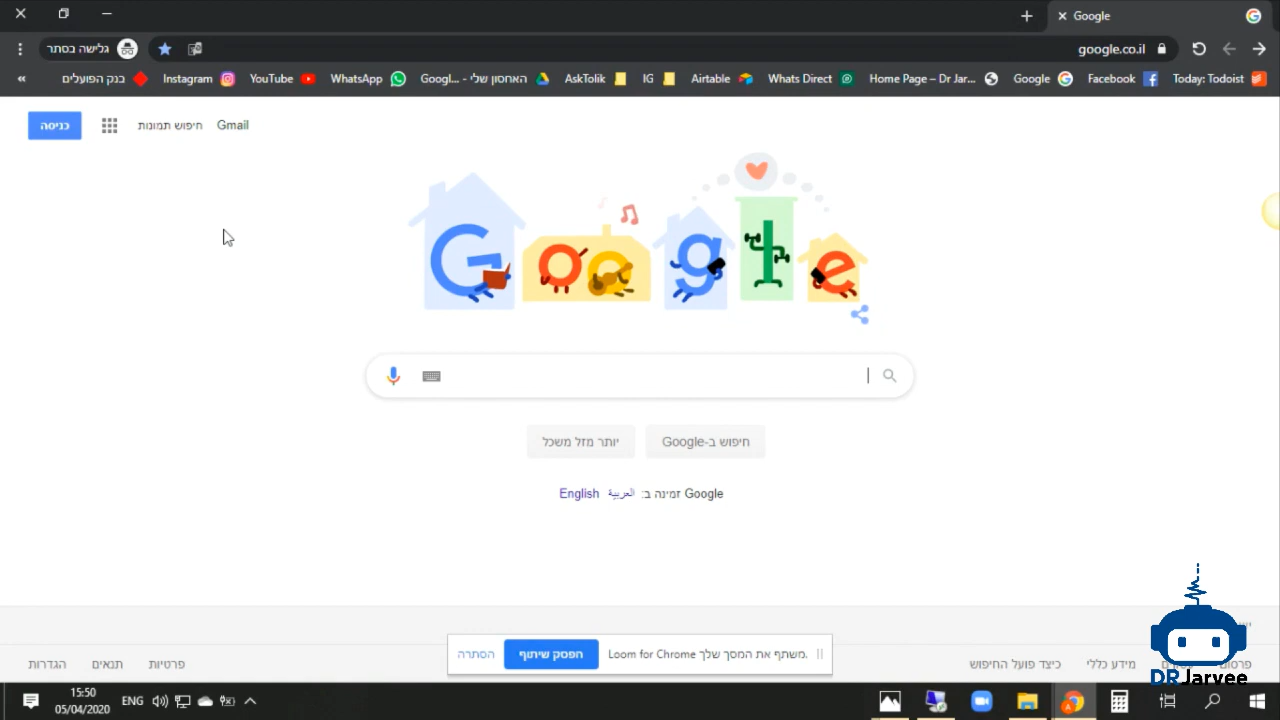 Google
google.co.il
גלישה בסתר
Today: Todoist
Facebook
Google
Home Page – Dr Jar...
Whats Direct
Airtable
IG
AskTolik
האחסון שלי - Googl...
WhatsApp
YouTube
Instagram
בנק הפועלים
«
Gmail
חיפוש תמונות
כניסה
חיפוש ב-Google
יותר מזל משכל
Google זמינה ב: العربية English
Loom for Chrome משתף את המסך שלך.
הפסק שיתוף
הסתרה
פרסום
מידע כללי
כיצד פועל החיפוש
פרטיות
תנאים
הגדרות
DRJarvee
ENG
15:50
05/04/2020